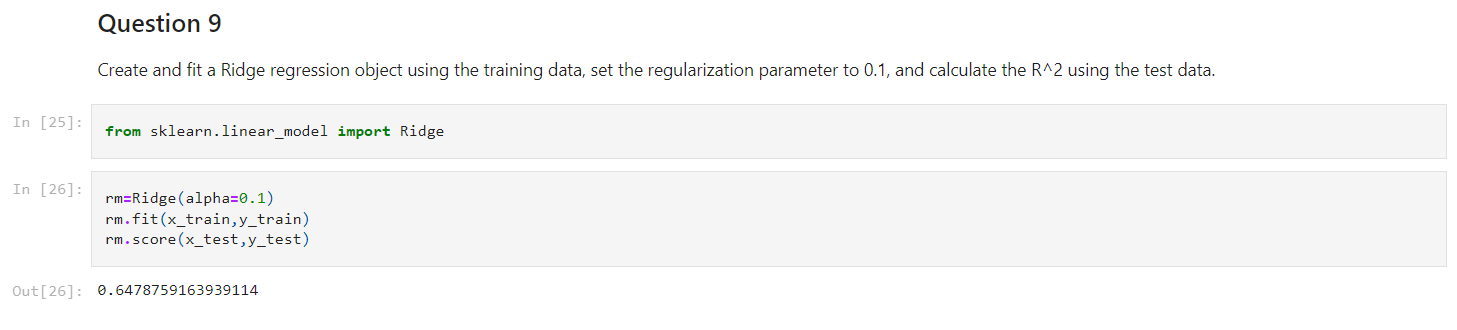 Question 9
Create and fit a Ridge regression object using the training data, set the regularization parameter to 0.1, and calculate the R^2 using the test data.
In [25]:
from sklearn.linear_model import Ridge
In [26]:
rm=Ridge(alpha=0.1)
rm.fit(x_train,y_train)
rm.score(x_test,y_test)
Out[26]: 0.6478759163939114